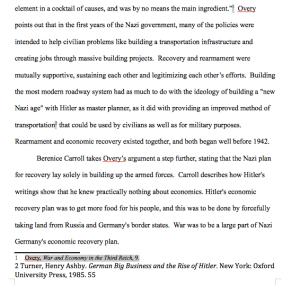 element in a cocktail of causes, and was by no means the main ingredient."1 Overy
points out that in the first years of the Nazi government, many of the policies were
intended to help civilian problems like building a transportation infrastructure and
creating jobs through massive building projects. Recovery and rearmament were
mutually supportive, sustaining each other and legitimizing each other's efforts. Building
the most modern roadway system had as much to do with the ideology of building a "new
Nazi age" with Hitler as master planner, as it did with providing an improved method of
transportation2 that could be used by civilians as well as for military purposes.
Rearmament and economic recovery existed together, and both began well before 1942.
Berenice Carroll takes Overy's argument a step further, stating that the Nazi plan
for recovery lay solely in building up the armed forces. Carroll describes how Hitler's
writings show that he knew practically nothing about economics. Hitler's economic
recovery plan was to get more food for his people, and this was to be done by forcefully
taking land from Russia and Germany's border states. War was to be a large part of Nazi
Germany's economic recovery plan.
1 Overy, War and Economy in the Third Reich, 9.
2 Turner, Henry Ashby. German Big Business and the Rise of Hitler. New York: Oxford
University Press, 1985. 55